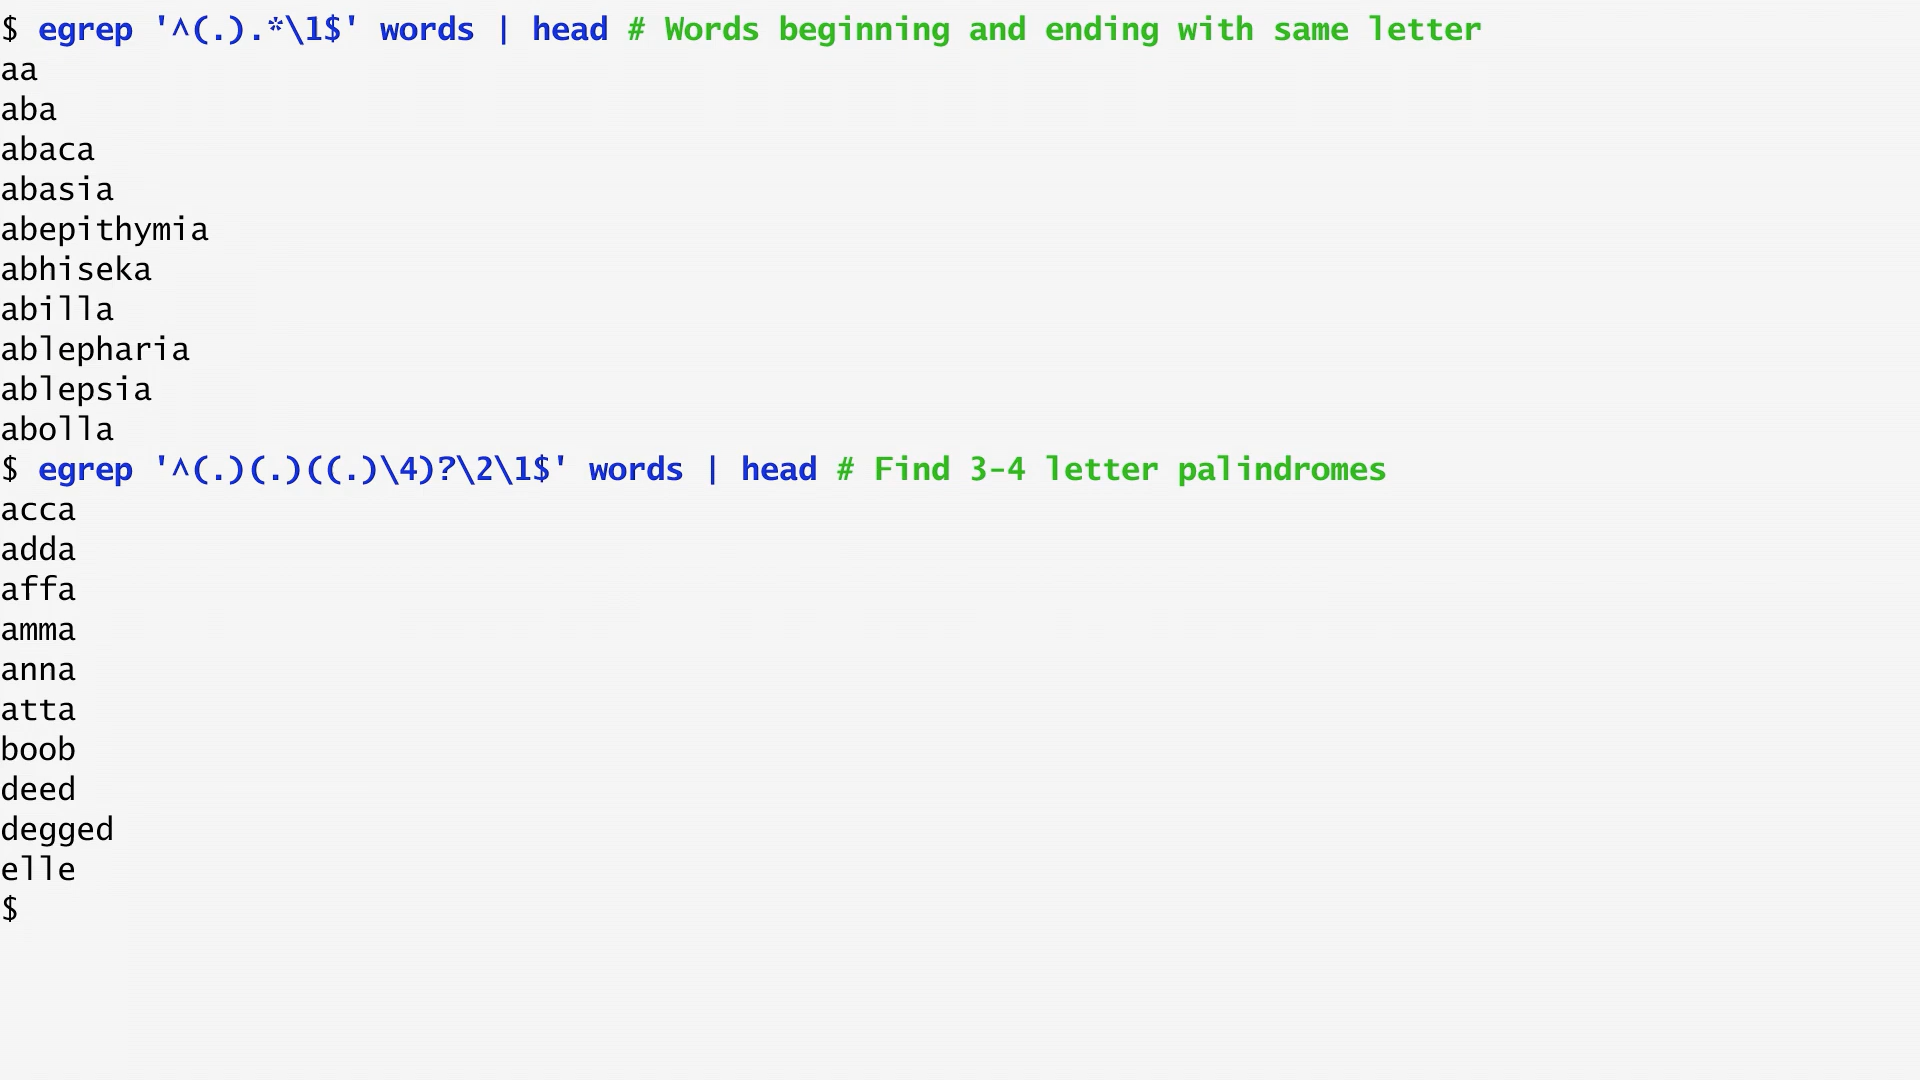 $ egrep '^(.).*\1$' words | head # Words beginning and ending with same letter
aa
aba
abaca
abasia
abepithymia
abhiseka
abilla
ablepharia
ablepsia
abolla
$ egrep '^(.)(.)((.)\4)?\2\1$' words | head # Find 3-4 letter palindromes
acca
adda
affa
amma
anna
atta
boob
deed
degged
elle
$